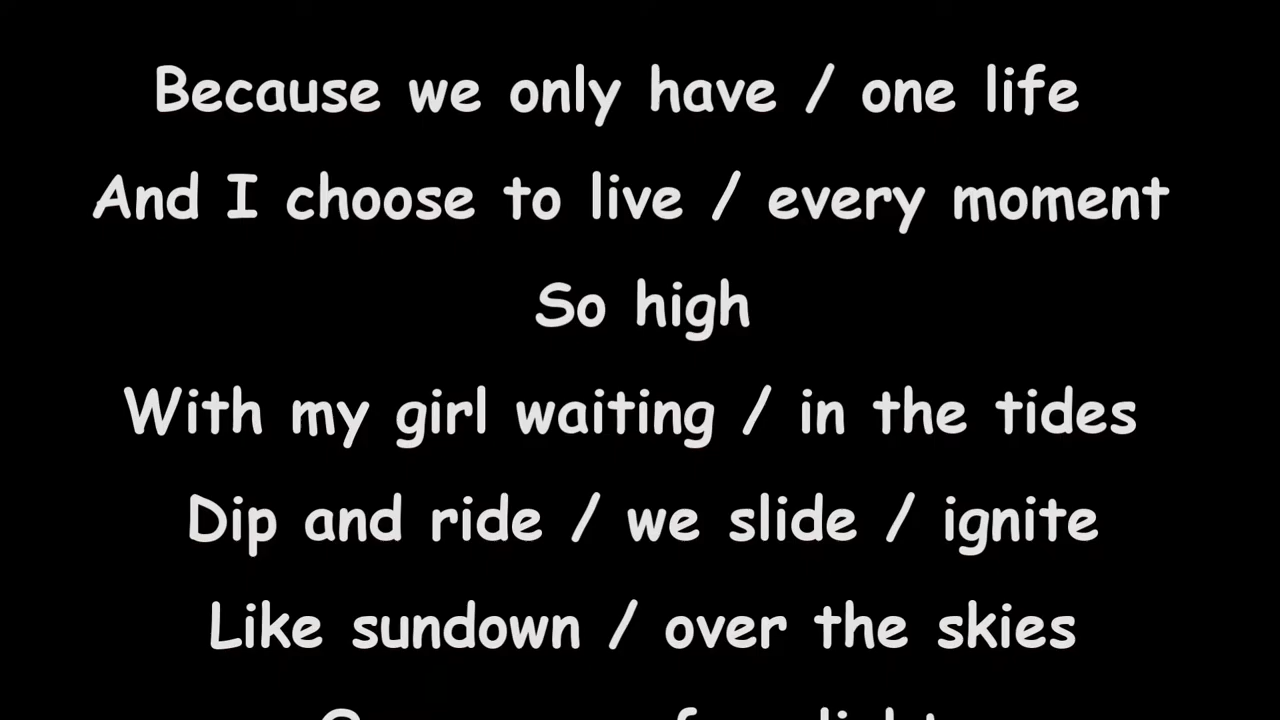 Because we only have / one life
And I choose to live / every moment
So high
With my girl waiting / in the tides
Dip and ride / we slide / ignite
Like sundown / over the skies